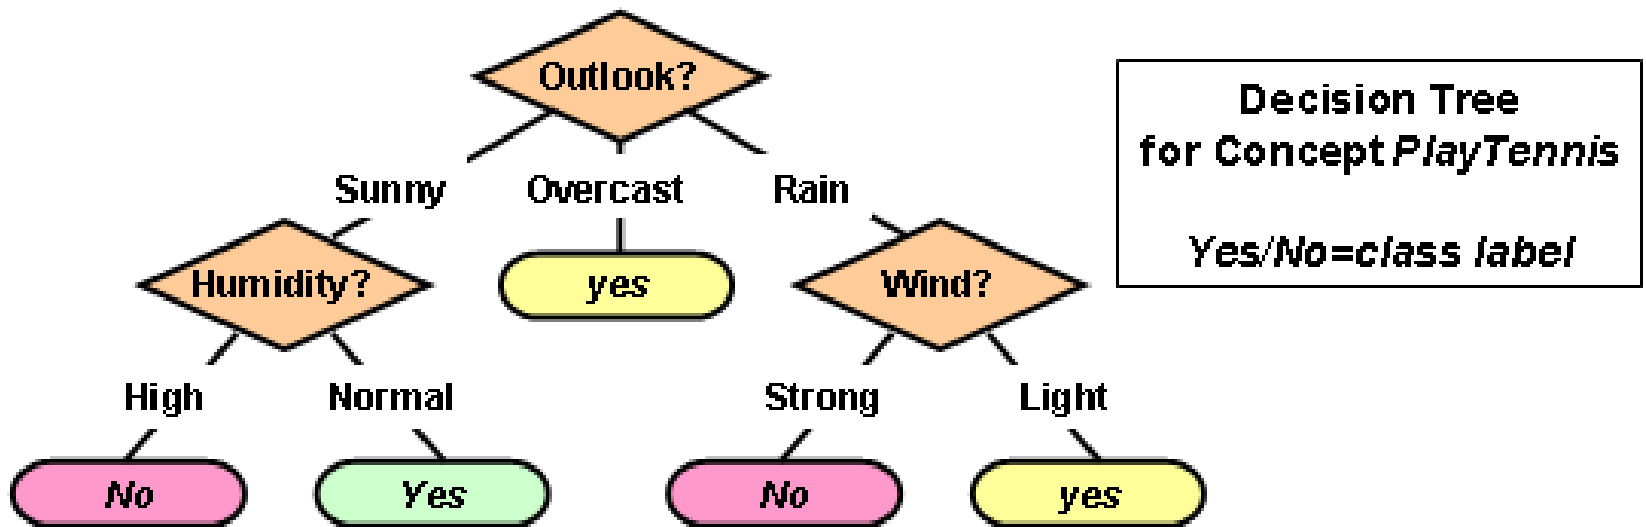 Outlook?
Decision Tree
for Concept PlayTennis
Yes/No=class label
Sunny
Overcast
Rain
Humidity?
yes
Wind?
High
Normal
Strong
Light
No
Yes
No
yes